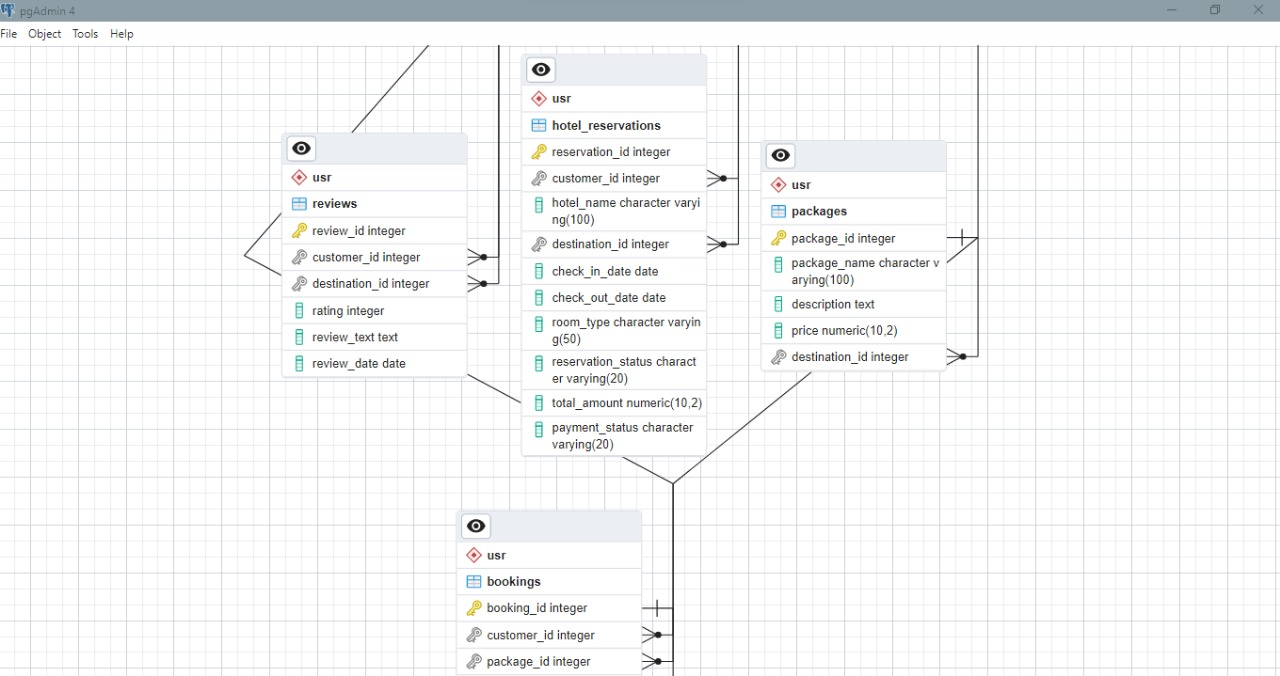 pgAdmin 4
File Object Tools Help
usr
reviews
review_id integer
customer_id integer
destination_id integer
rating integer
review_text text
review_date date
usr
hotel_reservations
reservation_id integer
customer_id integer
hotel_name character varyi
ng(100)
destination_id integer
check_in_date date
check_out_date date
room_type character varyin
g(50)
reservation_status charact
er varying(20)
total_amount numeric(10,2)
payment_status character
varying(20)
usr
packages
package_id integer
package_name character v
arying(100)
description text
price numeric(10,2)
destination_id integer
usr
bookings
booking_id integer
customer_id integer
package_id integer